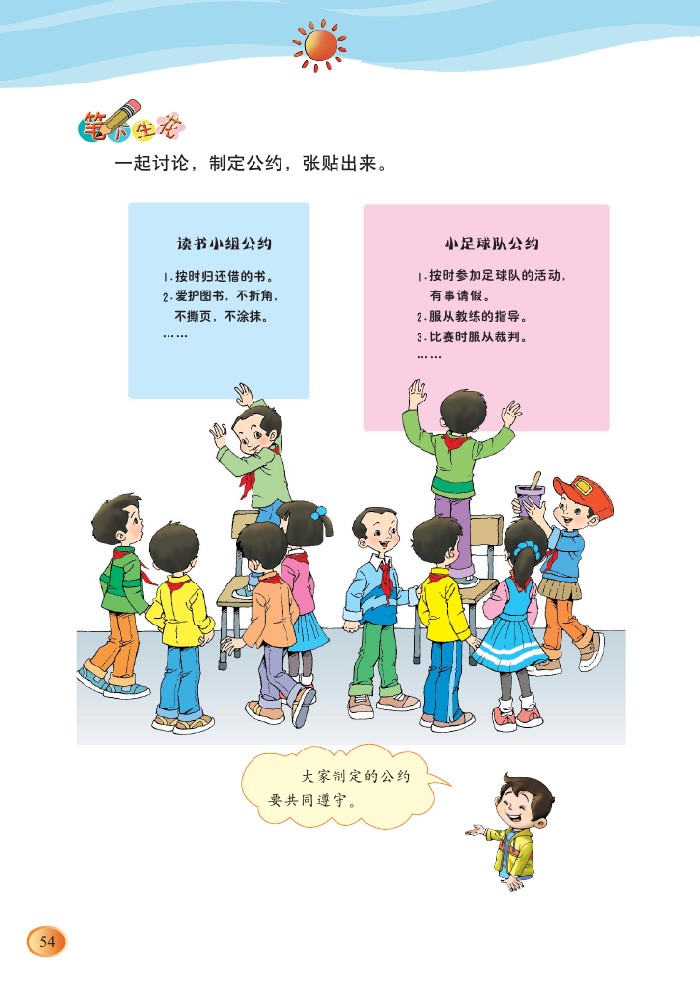 笔下生花
一起讨论，制定公约，张贴出来。
读书小组公约
1.按时归还借的书。
2.爱护图书，不折角，
不撕页，不涂抹。
……
小足球队公约
1.按时参加足球队的活动，
有事请假。
2.服从教练的指导。
3.比赛时服从裁判。
……
大家制定的公约
要共同遵守。
54